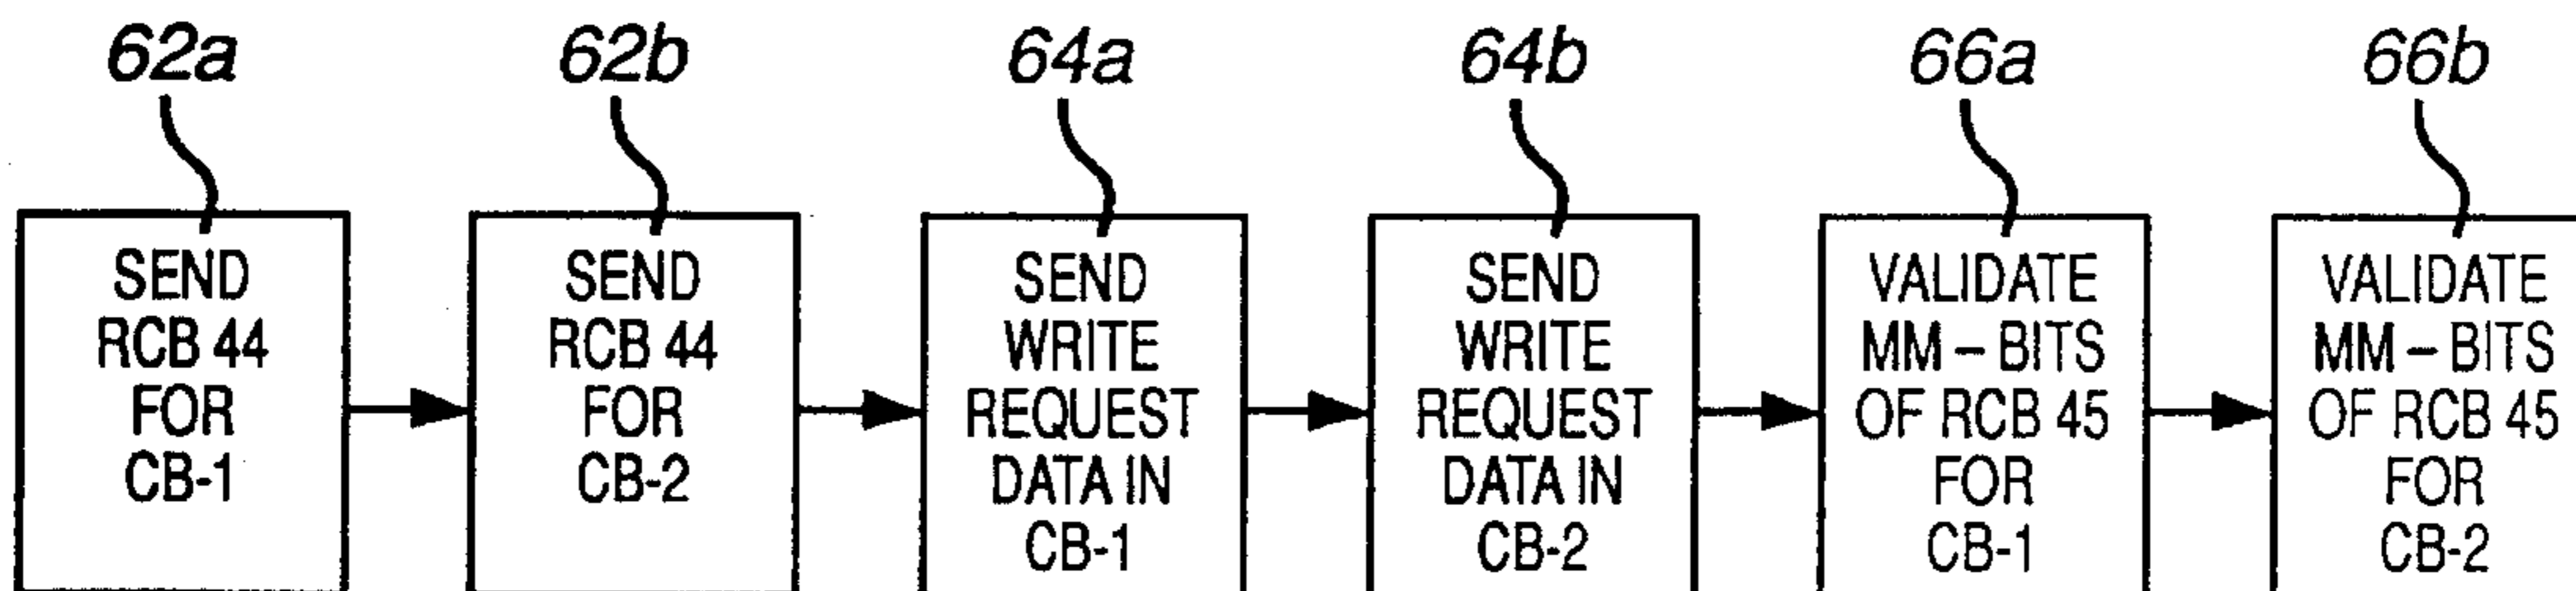 62a
62b
64a
64b
66a
66b
SEND
RCB 44
FOR
CB-1
SEND
RCB 44
FOR
CB-2
SEND
WRITE
REQUEST
DATA IN
CB-1
SEND
WRITE
REQUEST
DATA IN
CB-2
VALIDATE
MM – BITS
OF RCB 45
FOR
CB-1
VALIDATE
MM – BITS
OF RCB 45
FOR
CB-2